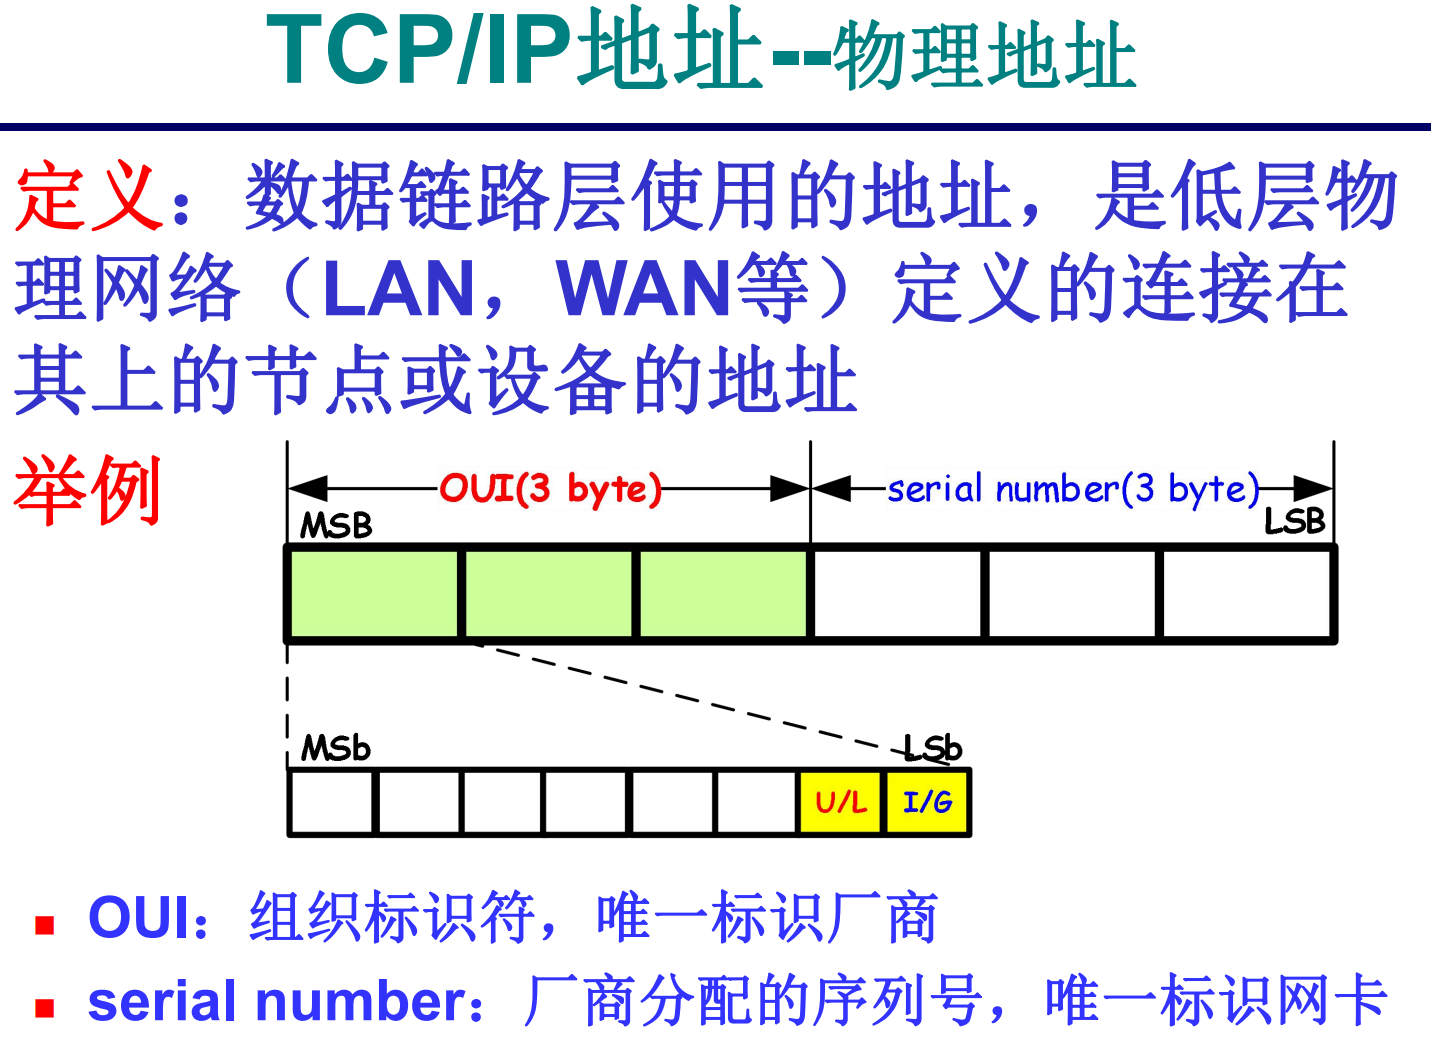 TCP/IP地址--物理地址
定义：数据链路层使用的地址，是低层物
理网络（LAN，WAN等）定义的连接在
其上的节点或设备的地址
举例
OUI(3 byte)
serial number(3 byte)
MSB
LSB
MSb
LSb
U/L
I/G
OUI：组织标识符，唯一标识厂商
serial number：厂商分配的序列号，唯一标识网卡